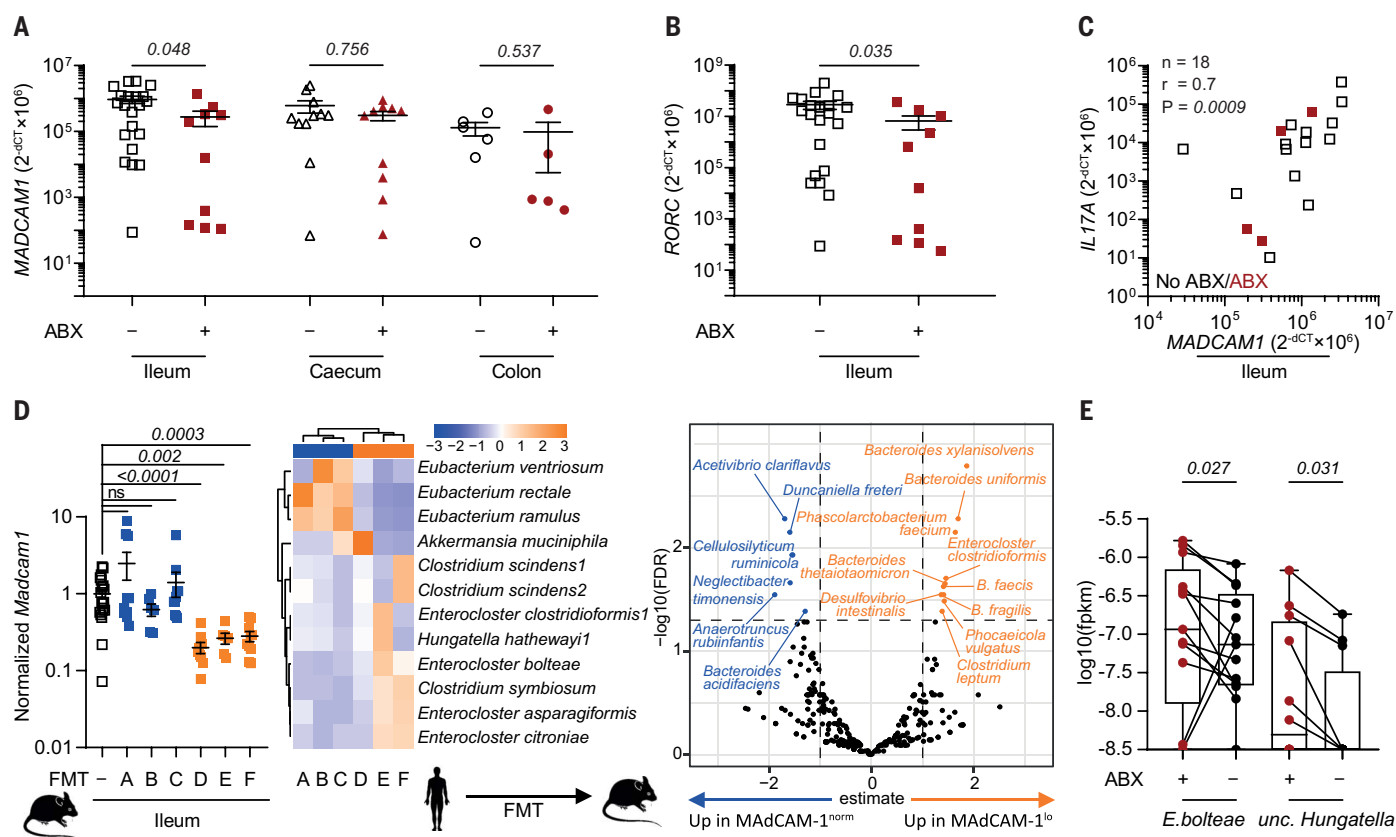 A
0.048
0.756
0.537
10^7
10^5
10^3
10^1
MADCAM1 (2^-dCT×10^6)
ABX
− + − + − +
Ileum Caecum Colon
B
0.035
10^9
10^7
10^5
10^3
10^1
RORC (2^-dCT×10^6)
ABX
− +
Ileum
C
n = 18
r = 0.7
P = 0.0009
10^6
10^5
10^4
10^3
10^2
10^1
10^0
IL17A (2^-dCT×10^6)
No ABX/ABX
10^4 10^5 10^6 10^7
MADCAM1 (2^-dCT×10^6)
Ileum
D
0.0003
0.002
<0.0001
ns
10
1
0.1
0.01
Normalized Madcam1
FMT − A B C D E F
Ileum
−3 −2 −1 0 1 2 3
Eubacterium ventriosum
Eubacterium rectale
Eubacterium ramulus
Akkermansia muciniphila
Clostridium scindens1
Clostridium scindens2
Enterocloster clostridioformis1
Hungatella hathewayi1
Enterocloster bolteae
Clostridium symbiosum
Enterocloster asparagiformis
Enterocloster citroniae
A B C D E F
FMT
Bacteroides xylanisolvens
Acetivibrio clariflavus
Bacteroides uniformis
Duncaniella freteri
Phascolarctobacterium
faecium
Enterocloster
clostridioformis
Cellulosilyticum
ruminicola
Bacteroides
thetaiotaomicron
B. faecis
Neglectibacter
timonensis
Desulfovibrio
intestinalis
B. fragilis
Anaerotruncus
rubiinfantis
Phocaeicola
vulgatus
Bacteroides
acidifaciens
Clostridium
leptum
−log10(FDR)
2
1
0
−2 0 2
estimate
Up in MAdCAM-1^norm
Up in MAdCAM-1^lo
E
0.027
0.031
-5.5
-6.0
-6.5
-7.0
-7.5
-8.0
-8.5
log10(fpkm)
ABX + − + −
E.bolteae unc. Hungatella